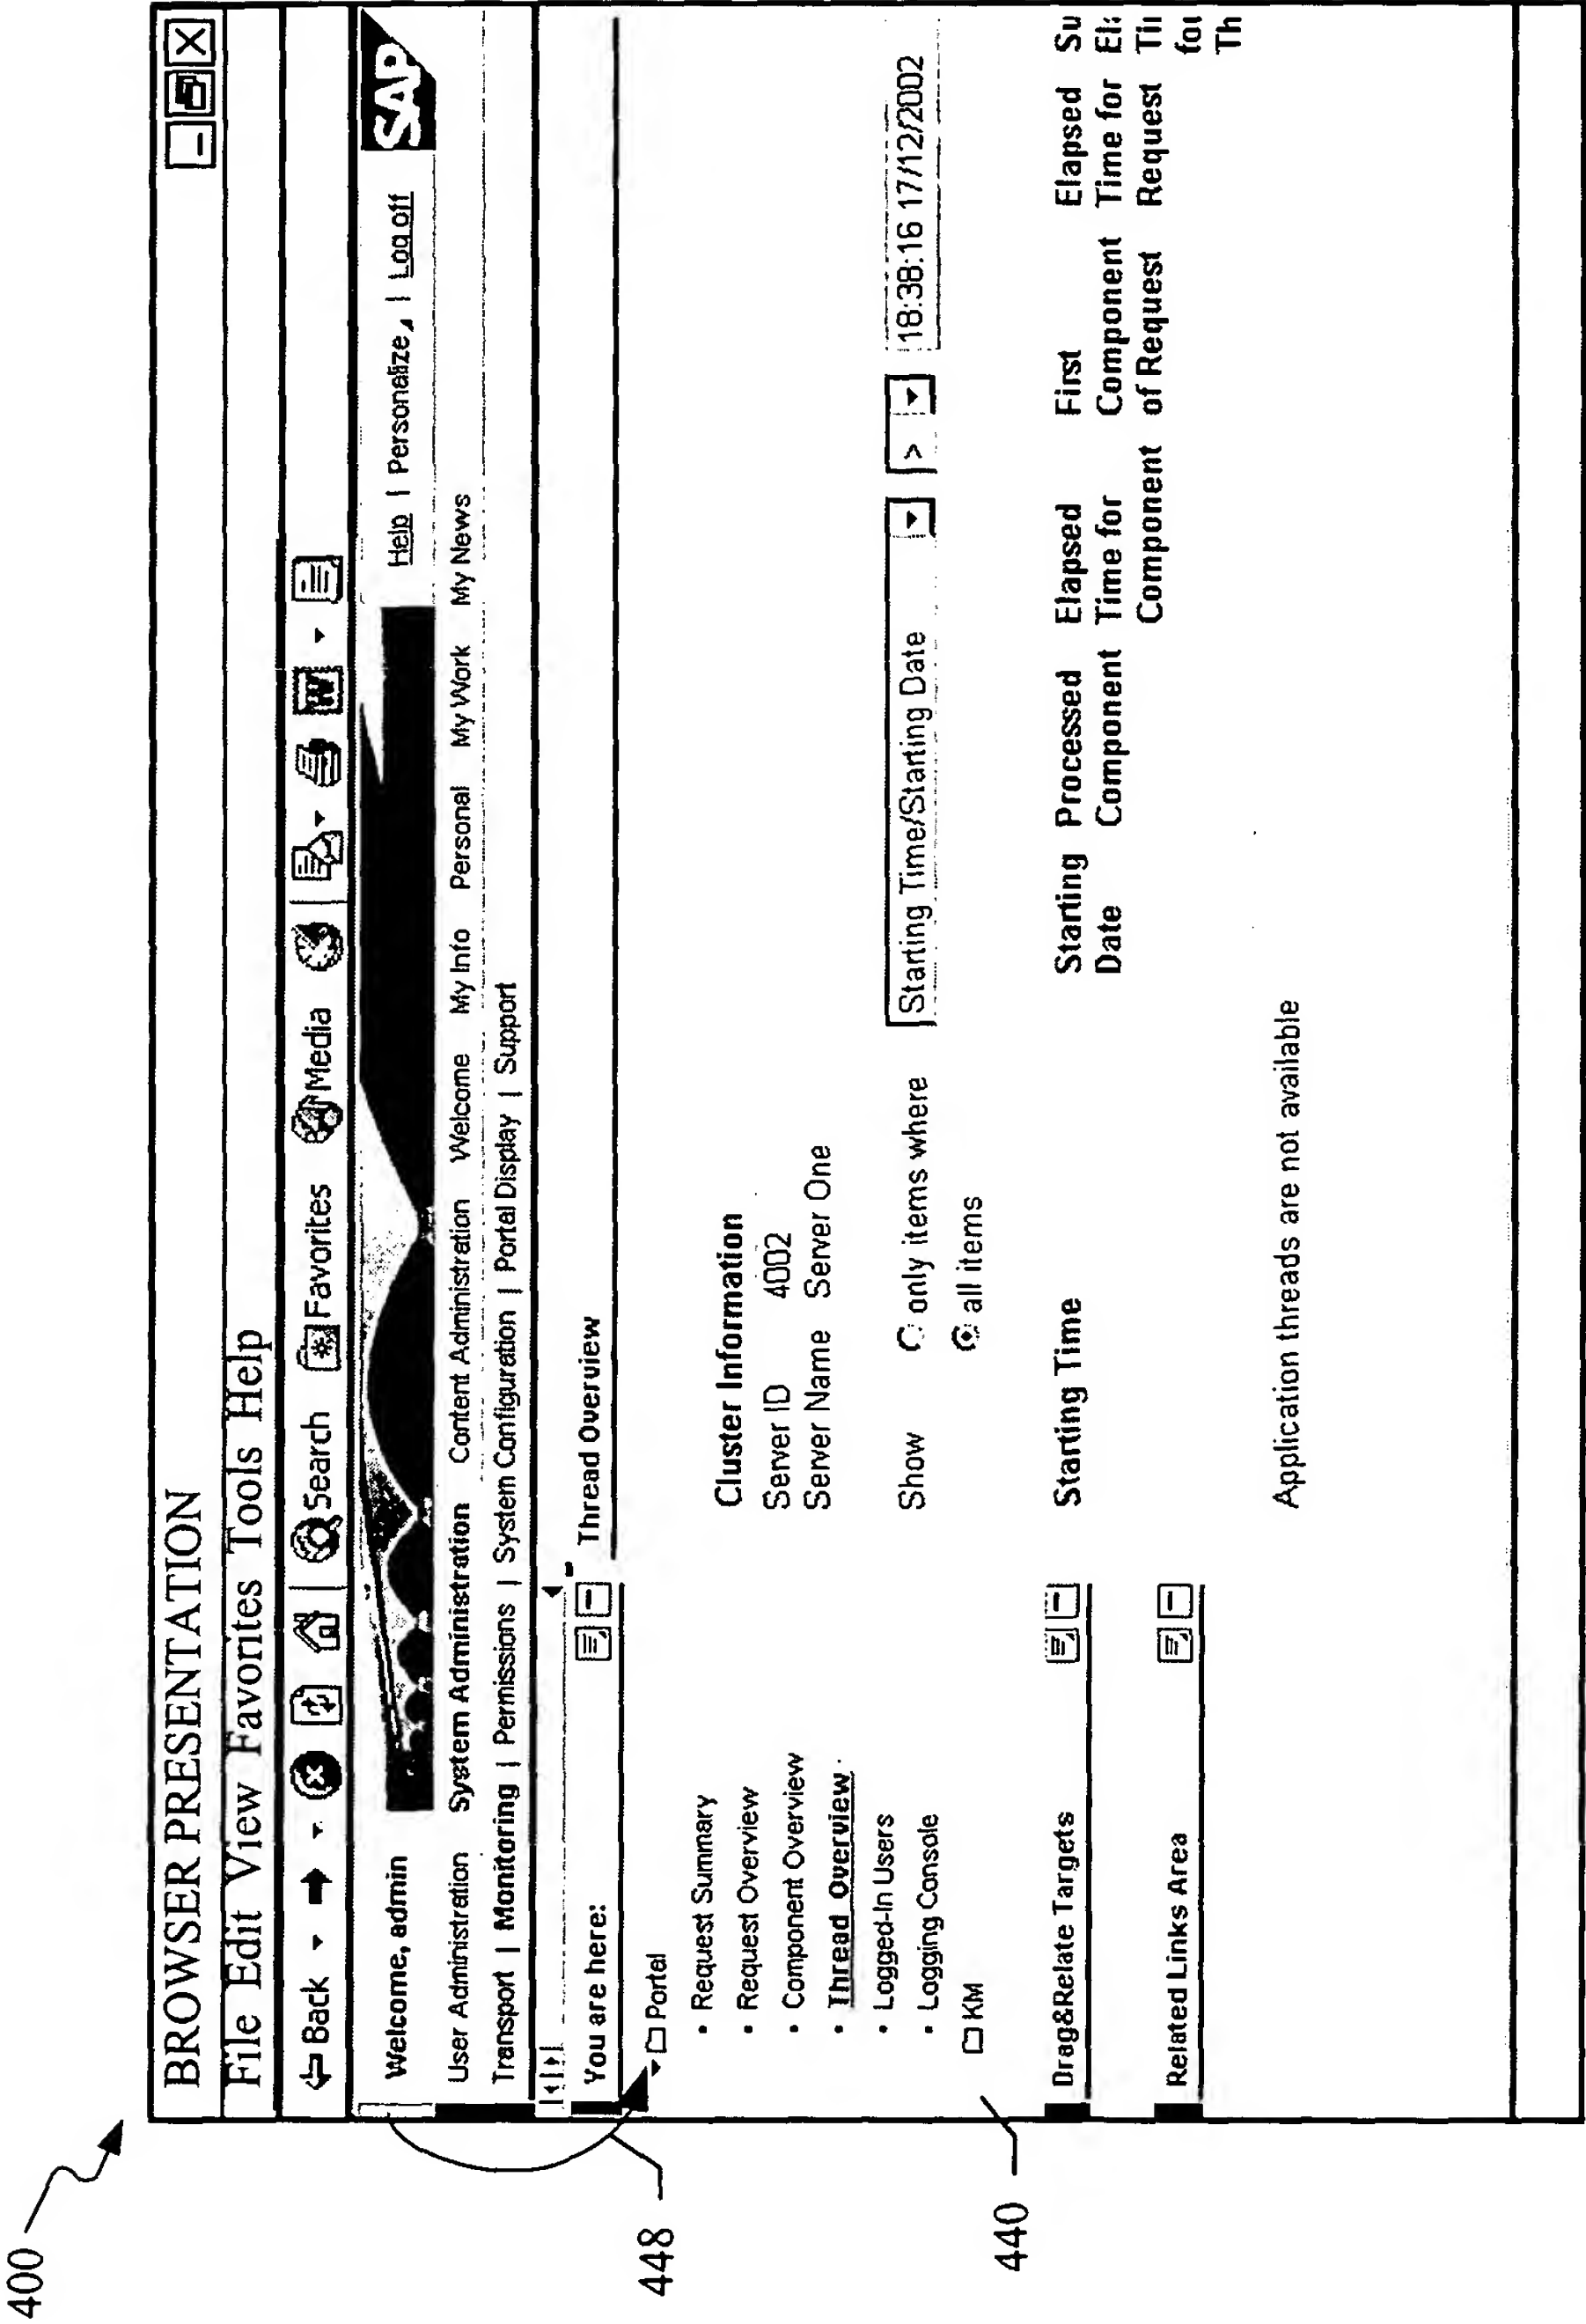 400
BROWSER PRESENTATION
File Edit View Favorites Tools Help
Back Search Favorites Media W
Welcome, admin Help | Personalize | Log off SAP
User Administration System Administration Content Administration Welcome My Info Personal My Work My News
Transport | Monitoring | Permissions | System Configuration | Portal Display | Support
You are here: Thread Overview
448
Portal
• Request Summary
• Request Overview
• Component Overview
• Thread Overview
• Logged-In Users
• Logging Console
KM
440
Drag&Relate Targets
Related Links Area
Cluster Information
Server ID 4002
Server Name Server One
Show only items where Starting Time/Starting Date > 18:38:16 17/12/2002
all items
Starting Time Starting Processed Elapsed First Elapsed Su
Date Component Time for Component Time for Ela
Component of Request Request Tii
for
Th
Application threads are not available